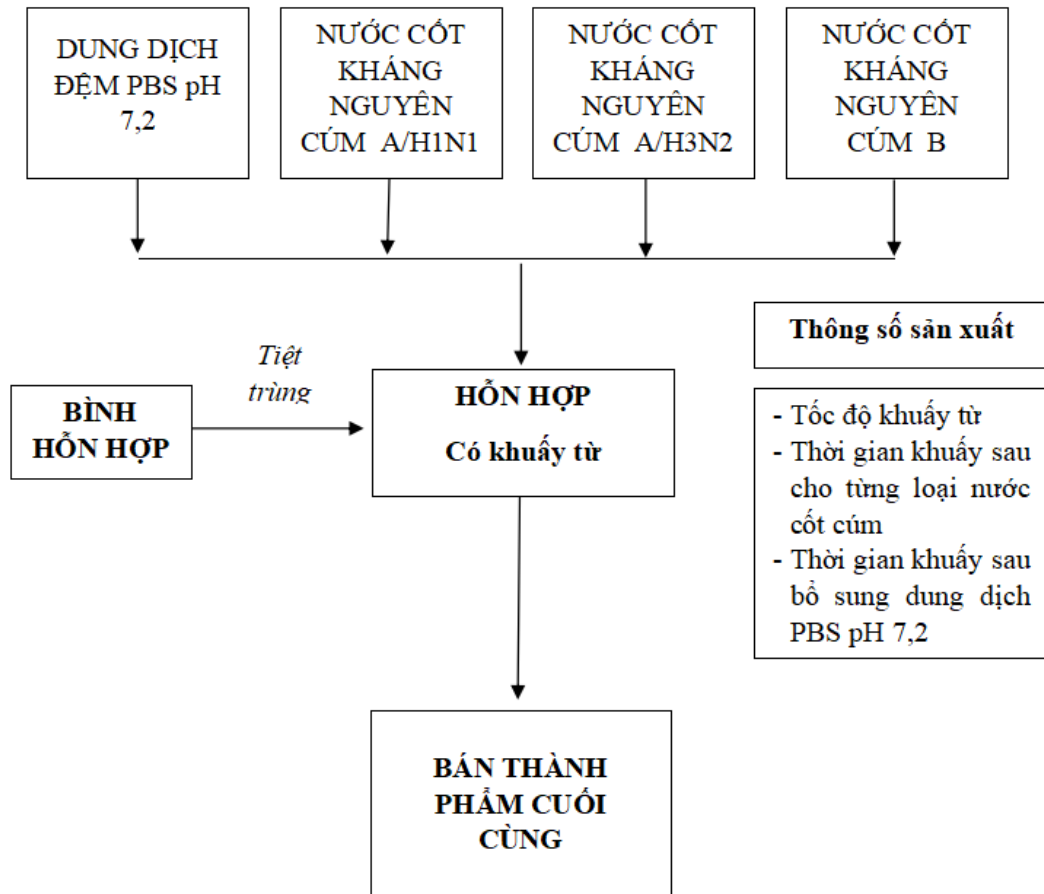 DUNG DỊCH
ĐỆM PBS pH
7,2
NƯỚC CỐT
KHÁNG
NGUYÊN
CÚM A/H1N1
NƯỚC CỐT
KHÁNG
NGUYÊN
CÚM A/H3N2
NƯỚC CỐT
KHÁNG
NGUYÊN
CÚM B
Thông số sản xuất
Tiệt
trùng
BÌNH
HỖN HỢP
HỖN HỢP
Có khuấy từ
- Tốc độ khuấy từ
- Thời gian khuấy sau
cho từng loại nước
cốt cúm
- Thời gian khuấy sau
bổ sung dung dịch
PBS pH 7,2
BÁN THÀNH
PHẨM CUỐI
CÙNG